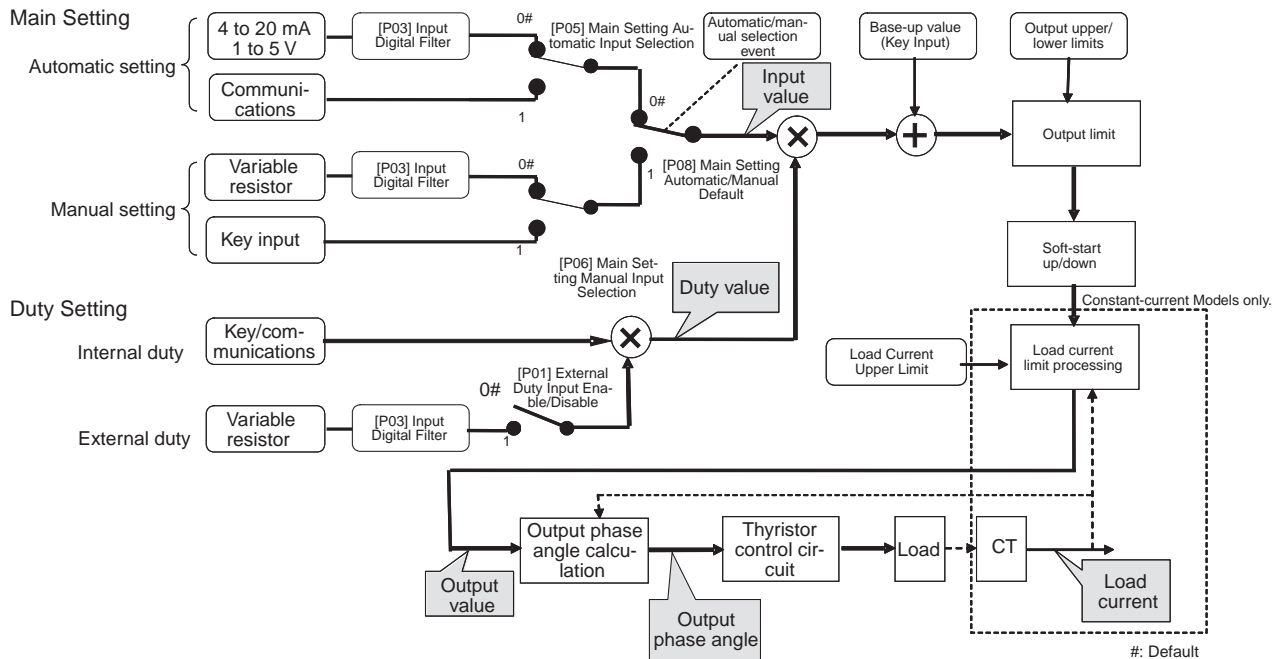 Main Setting
Automatic setting
4 to 20 mA
1 to 5 V
[P03] Input
Digital Filter
0#
[P05] Main Setting Au-
tomatic Input Selection
Automatic/man-
ual selection
event
Base-up value
(Key Input)
Output upper/
lower limits
Communi-
cations
1
0#
Input
value
Output limit
Manual setting
Variable
resistor
[P03] Input
Digital Filter
0#
1
[P08] Main Setting
Automatic/Manual
Default
Key input
1
[P06] Main Set-
ting Manual Input
Selection
Soft-start
up/down
Duty Setting
Duty value
Constant-current Models only.
Internal duty
Key/com-
munications
Load Current
Upper Limit
Load current
limit processing
External duty
Variable
resistor
[P03] Input
Digital Filter
0#
1
[P01] External
Duty Input Ena-
ble/Disable
Output phase
angle calcu-
lation
Thyristor
control cir-
cuit
Load
CT
Output
value
Output
phase angle
Load
current
#: Default